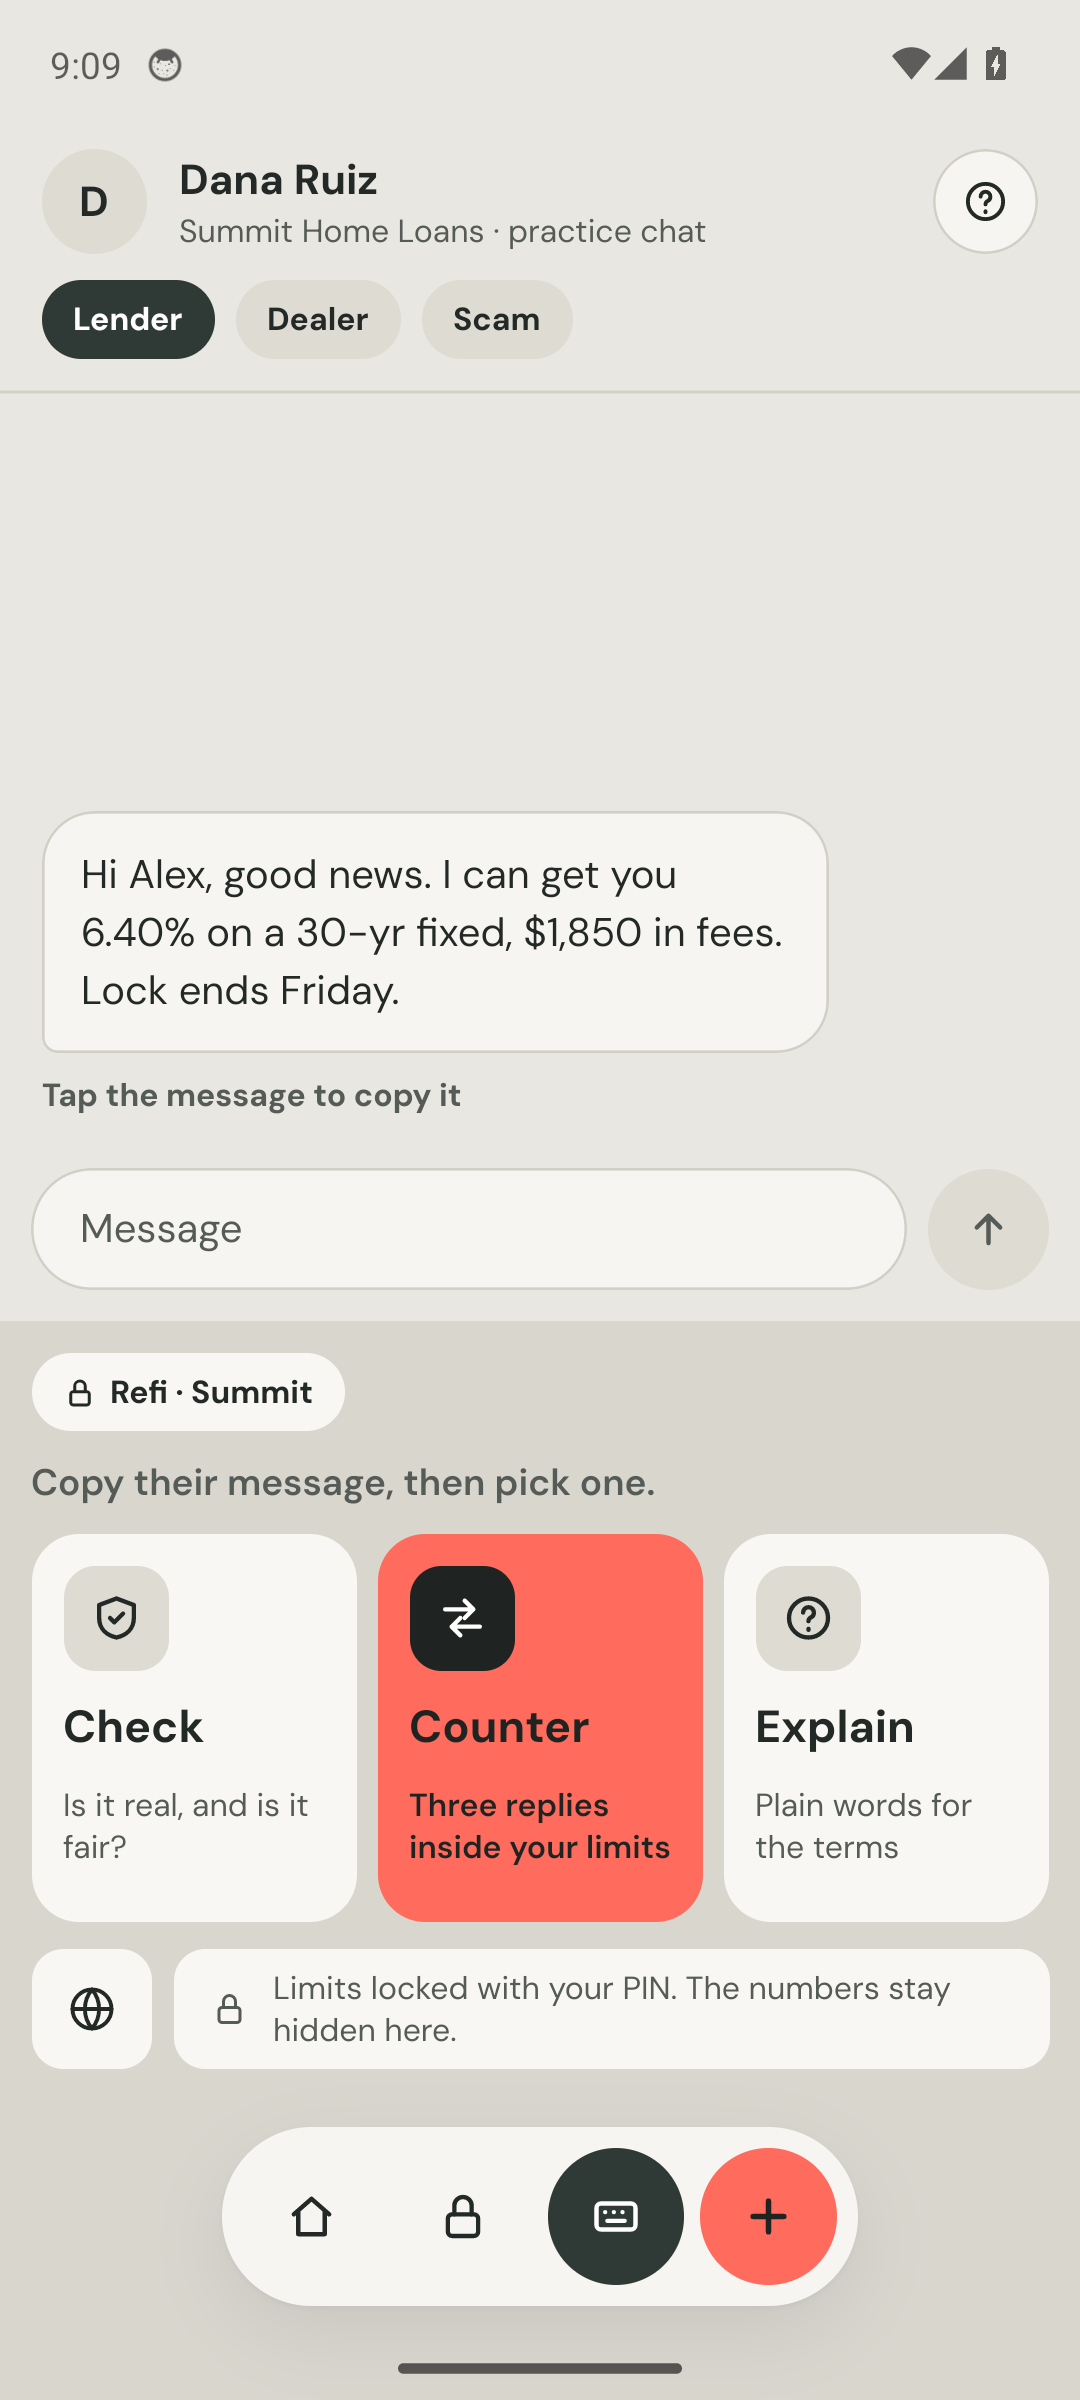 9:09
D
Dana Ruiz
Summit Home Loans · practice chat
Lender
Dealer
Scam
Hi Alex, good news. I can get you
6.40% on a 30-yr fixed, $1,850 in fees.
Lock ends Friday.
Tap the message to copy it
Message
Refi · Summit
Copy their message, then pick one.
Check
Is it real, and is it
fair?
Counter
Three replies
inside your limits
Explain
Plain words for
the terms
Limits locked with your PIN. The numbers stay
hidden here.